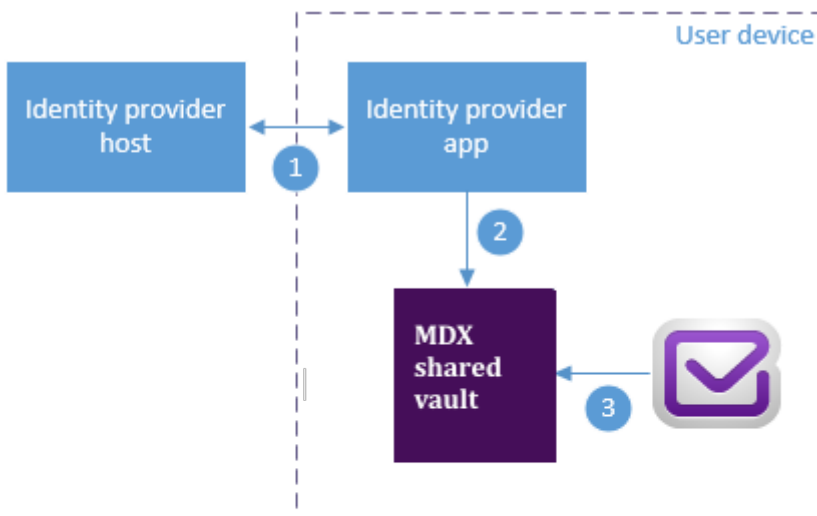 User device
Identity provider
host
Identity provider
app
1
2
MDX
shared
vault
3